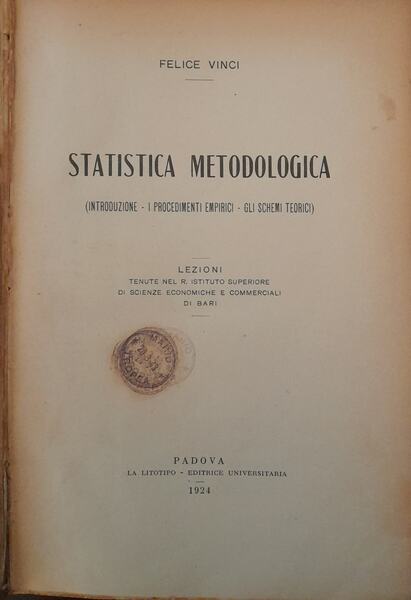 FELICE VINCI
STATISTICA METODOLOGICA
(INTRODUZIONE - I PROCEDIMENTI EMPIRICI - GLI SCHEMI TEORICI)
LEZIONI
TENUTE NEL R. ISTITUTO SUPERIORE
DI SCIENZE ECONOMICHE E COMMERCIALI
DI BARI
MARIO
PADOVA
LA LITOTIPO - EDITRICE UNIVERSITARIA
1924